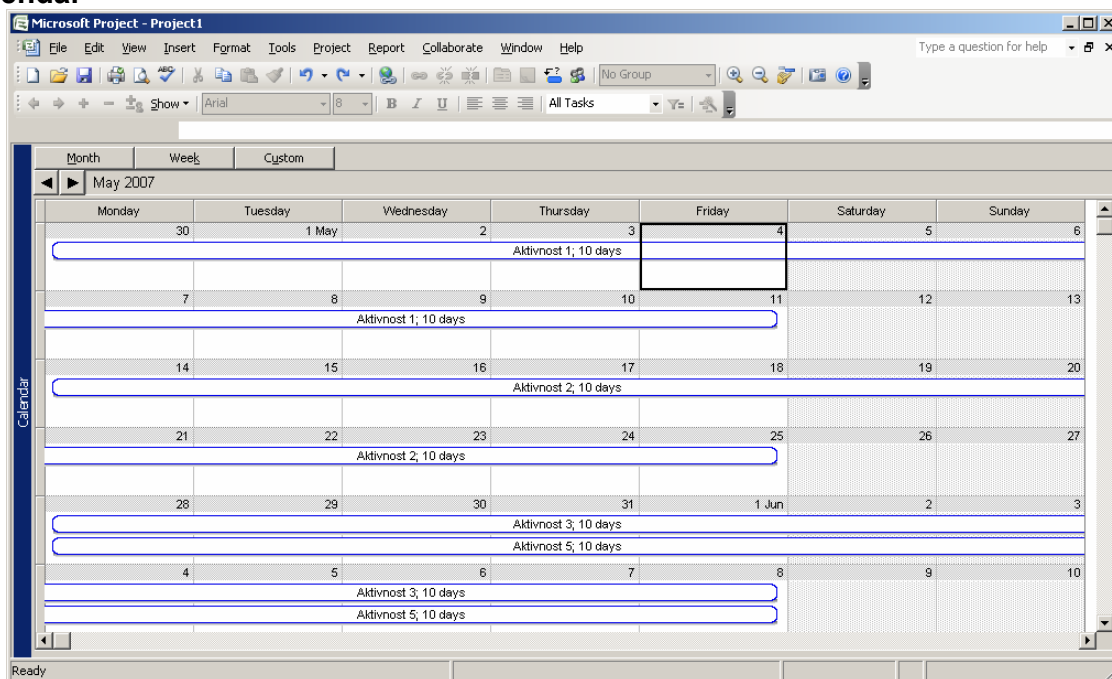 Microsoft Project - Project1
File Edit View Insert Format Tools Project Report Collaborate Window Help Type a question for help
No Group
Show Arial 8 B I U All Tasks
Month Week Custom
May 2007
Monday Tuesday Wednesday Thursday Friday Saturday Sunday
30 1 May 2 3 4 5 6
Aktivnost 1; 10 days
7 8 9 10 11 12 13
Aktivnost 1; 10 days
14 15 16 17 18 19 20
Aktivnost 2; 10 days
Calendar
21 22 23 24 25 26 27
Aktivnost 2; 10 days
28 29 30 31 1 Jun 2 3
Aktivnost 3; 10 days
Aktivnost 5; 10 days
4 5 6 7 8 9 10
Aktivnost 3; 10 days
Aktivnost 5; 10 days
Ready